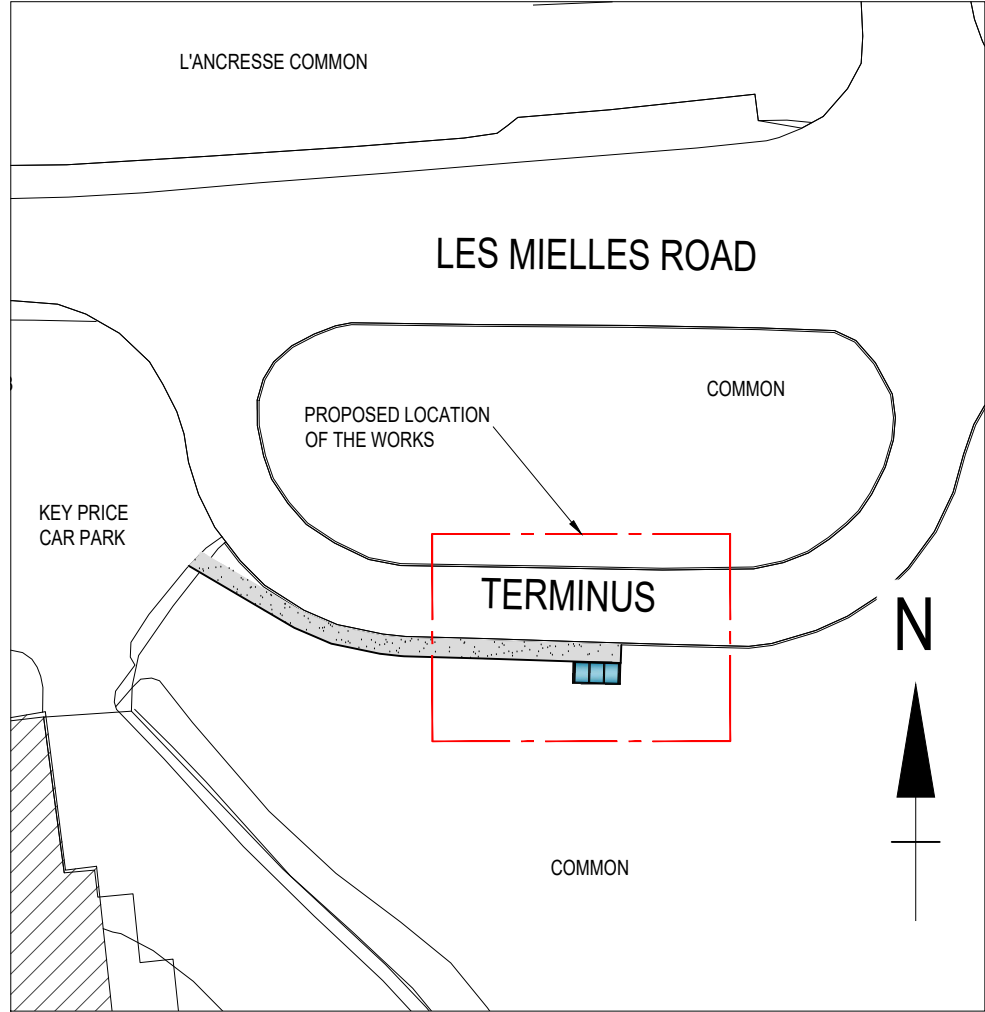 L'ANCRESSE COMMON
LES MIELLES ROAD
COMMON
PROPOSED LOCATION
OF THE WORKS
KEY PRICE
CAR PARK
TERMINUS
N
COMMON